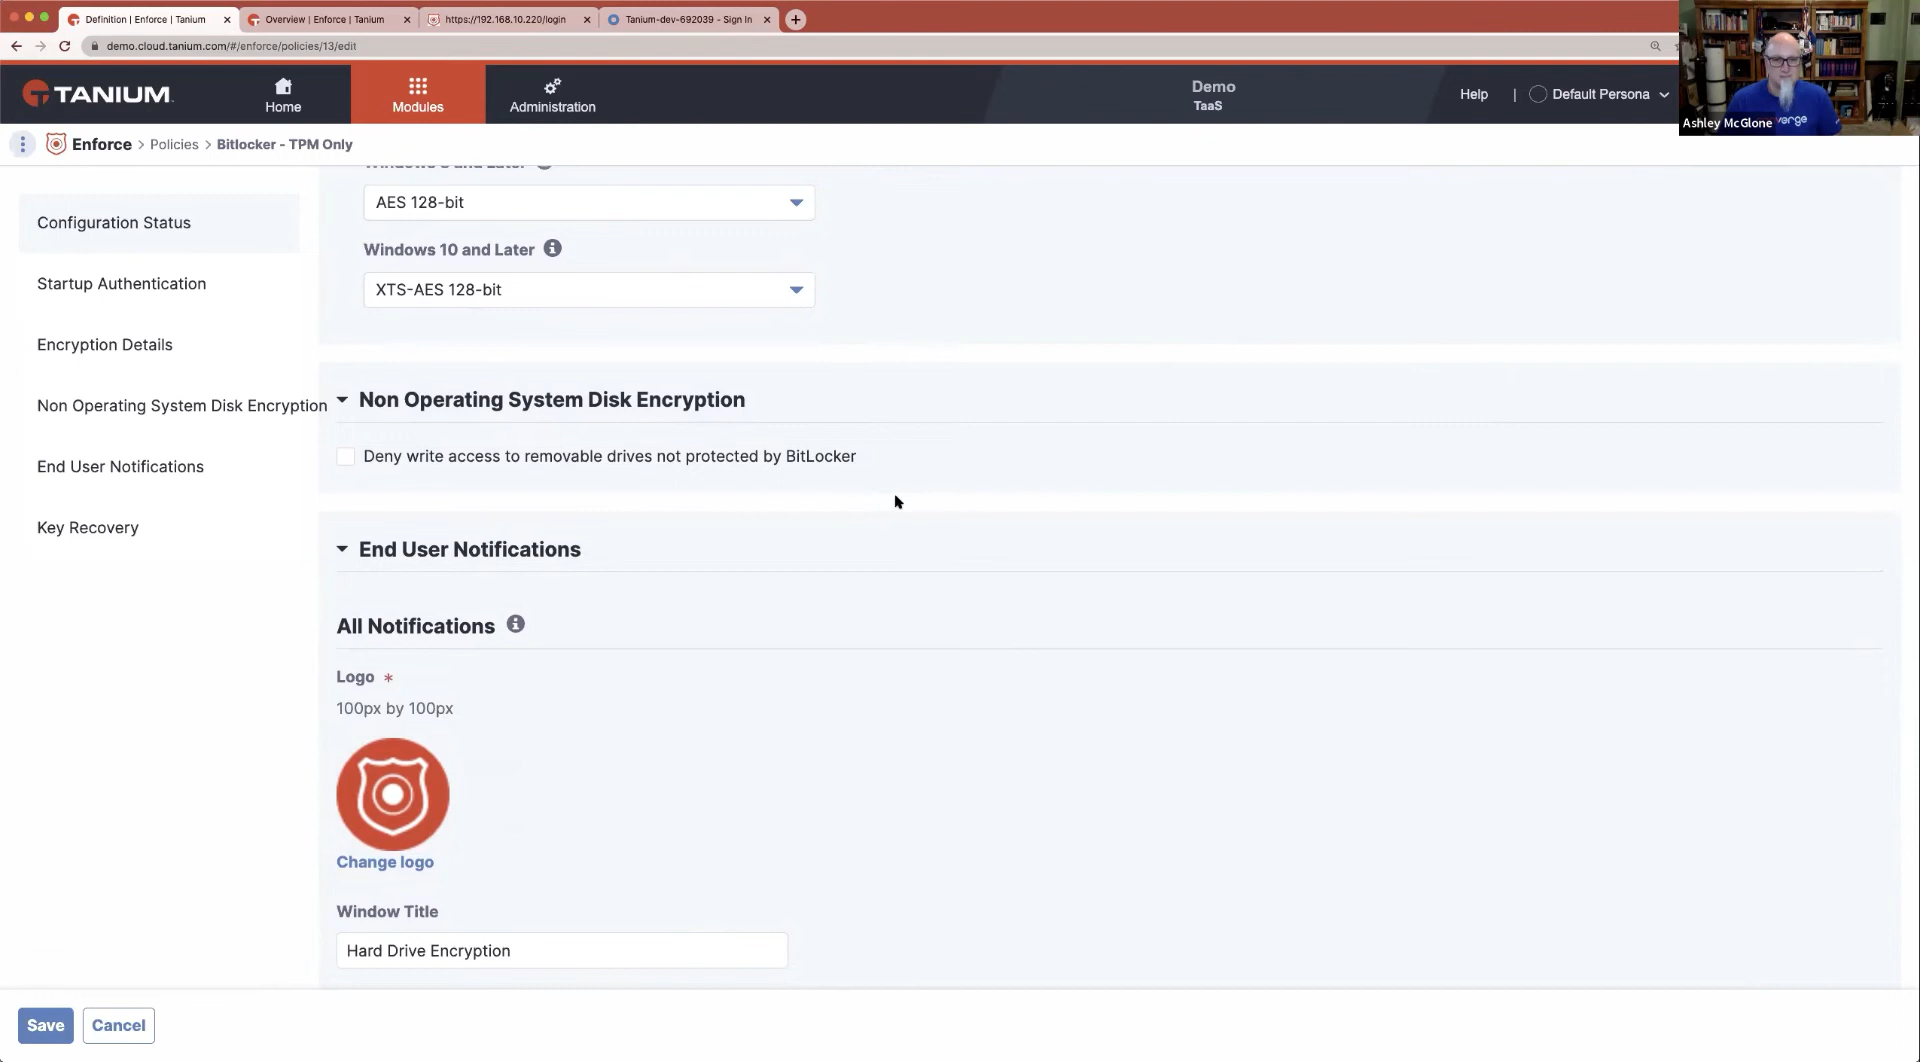 Definition | Enforce | Tanium
Overview | Enforce | Tanium
https://192.168.10.220/login
Tanium-dev-692039 - Sign In
demo.cloud.tanium.com/#/enforce/policies/13/edit
TANIUM
Home
Modules
Administration
Demo
TaaS
Help | Default Persona
Ashley McGlone
Enforce > Policies > Bitlocker - TPM Only
Configuration Status
Startup Authentication
Encryption Details
Non Operating System Disk Encryption
End User Notifications
Key Recovery
AES 128-bit
Windows 10 and Later
XTS-AES 128-bit
Non Operating System Disk Encryption
Deny write access to removable drives not protected by BitLocker
End User Notifications
All Notifications
Logo *
100px by 100px
Change logo
Window Title
Hard Drive Encryption
Save
Cancel